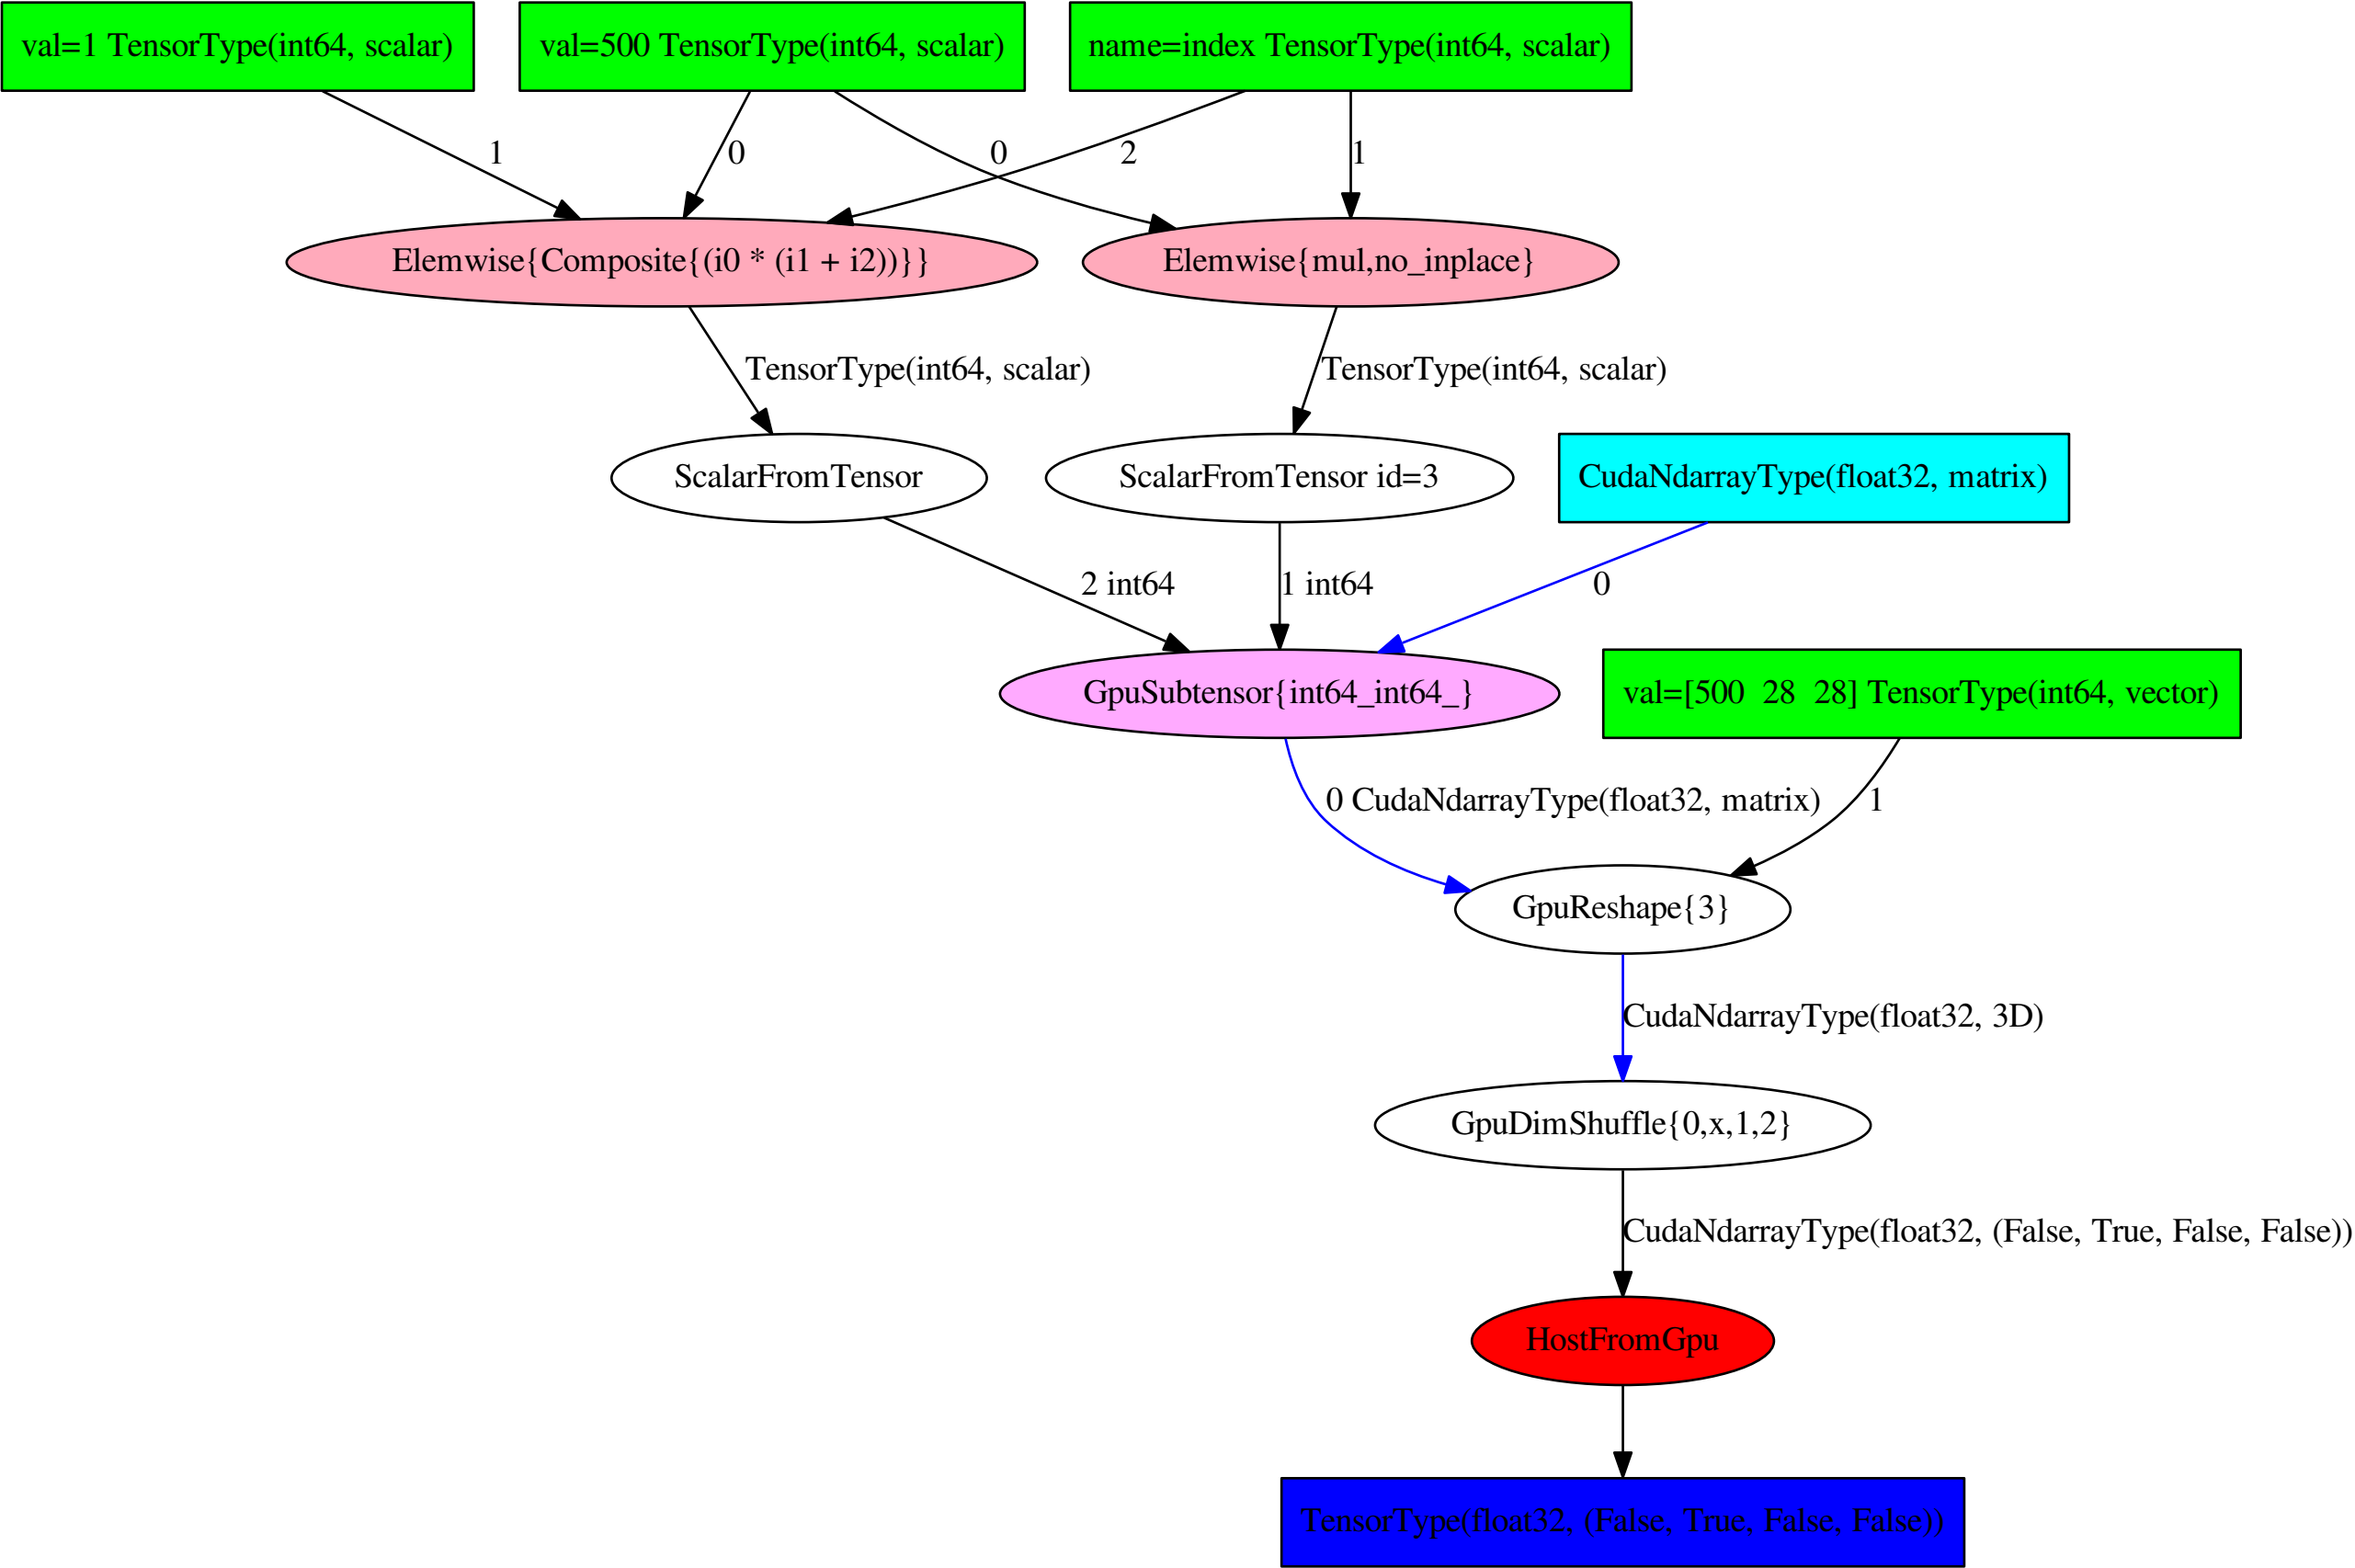 val=1 TensorType(int64, scalar)
val=500 TensorType(int64, scalar)
name=index TensorType(int64, scalar)
1
0
0
2
1
Elemwise{Composite{(i0 * (i1 + i2))}}
Elemwise{mul,no_inplace}
TensorType(int64, scalar)
TensorType(int64, scalar)
ScalarFromTensor
ScalarFromTensor id=3
CudaNdarrayType(float32, matrix)
2 int64
1 int64
0
GpuSubtensor{int64_int64_}
val=[500  28  28] TensorType(int64, vector)
0 CudaNdarrayType(float32, matrix)
1
GpuReshape{3}
CudaNdarrayType(float32, 3D)
GpuDimShuffle{0,x,1,2}
CudaNdarrayType(float32, (False, True, False, False))
HostFromGpu
TensorType(float32, (False, True, False, False))